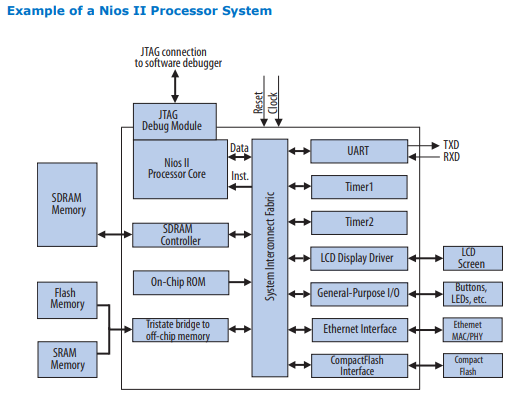 Example of a Nios II Processor System
JTAG connection
to software debugger
Reset
Clock
JTAG
Debug Module
Nios II
Processor Core
Data
Inst.
System Interconnect Fabric
UART
TXD
RXD
Timer1
Timer2
SDRAM
Memory
SDRAM
Controller
LCD Display Driver
LCD
Screen
On-Chip ROM
General-Purpose I/O
Buttons,
LEDs, etc.
Flash
Memory
Tristate bridge to
off-chip memory
Ethernet Interface
Ethernet
MAC/PHY
SRAM
Memory
CompactFlash
Interface
Compact
Flash